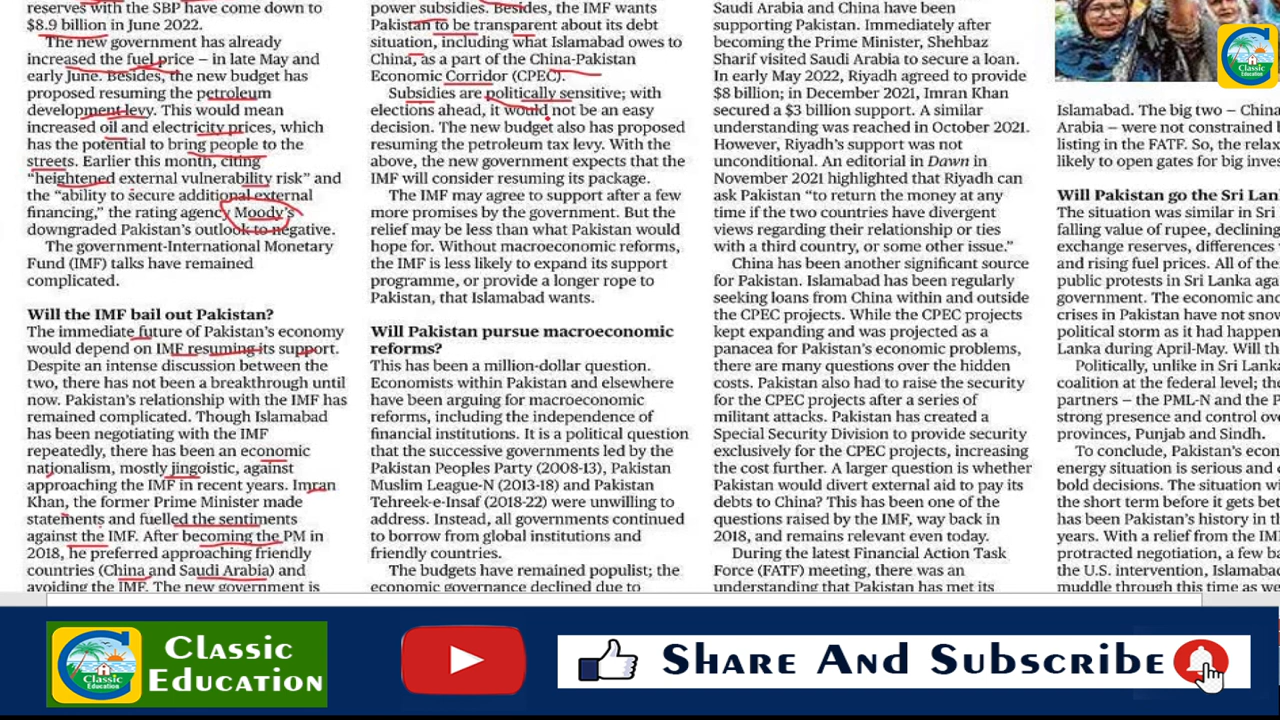 reserves with the SBP have come down to
$8.9 billion in June 2022.
The new government has already
increased the fuel price – in late May and
early June. Besides, the new budget has
proposed resuming the petroleum
development levy. This would mean
increased oil and electricity prices, which
has the potential to bring people to the
streets. Earlier this month, citing
“heightened external vulnerability risk” and
the “ability to secure additional external
financing,” the rating agency Moody’s
downgraded Pakistan’s outlook to negative.
The government-International Monetary
Fund (IMF) talks have remained
complicated.
Will the IMF bail out Pakistan?
The immediate future of Pakistan’s economy
would depend on IMF resuming its support.
Despite an intense discussion between the
two, there has not been a breakthrough until
now. Pakistan’s relationship with the IMF has
remained complicated. Though Islamabad
has been negotiating with the IMF
repeatedly, there has been an economic
nationalism, mostly jingoistic, against
approaching the IMF in recent years. Imran
Khan, the former Prime Minister made
statements and fuelled the sentiments
against the IMF. After becoming the PM in
2018, he preferred approaching friendly
countries (China and Saudi Arabia) and
avoiding the IMF. The new government is
power subsidies. Besides, the IMF wants
Pakistan to be transparent about its debt
situation, including what Islamabad owes to
China, as a part of the China-Pakistan
Economic Corridor (CPEC).
Subsidies are politically sensitive; with
elections ahead, it would not be an easy
decision. The new budget also has proposed
resuming the petroleum tax levy. With the
above, the new government expects that the
IMF will consider resuming its package.
The IMF may agree to support after a few
more promises by the government. But the
relief may be less than what Pakistan would
hope for. Without macroeconomic reforms,
the IMF is less likely to expand its support
programme, or provide a longer rope to
Pakistan, that Islamabad wants.
Will Pakistan pursue macroeconomic
reforms?
This has been a million-dollar question.
Economists within Pakistan and elsewhere
have been arguing for macroeconomic
reforms, including the independence of
financial institutions. It is a political question
that the successive governments led by the
Pakistan Peoples Party (2008-13), Pakistan
Muslim League-N (2013-18) and Pakistan
Tehreek-e-Insaf (2018-22) were unwilling to
address. Instead, all governments continued
to borrow from global institutions and
friendly countries.
The budgets have remained populist; the
economic governance declined due to
Saudi Arabia and China have been
supporting Pakistan. Immediately after
becoming the Prime Minister, Shehbaz
Sharif visited Saudi Arabia to secure a loan.
In early May 2022, Riyadh agreed to provide
$8 billion; in December 2021, Imran Khan
secured a $3 billion support. A similar
understanding was reached in October 2021.
However, Riyadh’s support was not
unconditional. An editorial in Dawn in
November 2021 highlighted that Riyadh can
ask Pakistan “to return the money at any
time if the two countries have divergent
views regarding their relationship or ties
with a third country, or some other issue.”
China has been another significant source
for Pakistan. Islamabad has been regularly
seeking loans from China within and outside
the CPEC projects. While the CPEC projects
kept expanding and was projected as a
panacea for Pakistan’s economic problems,
there are many questions over the hidden
costs. Pakistan also had to raise the security
for the CPEC projects after a series of
militant attacks. Pakistan has created a
Special Security Division to provide security
exclusively for the CPEC projects, increasing
the cost further. A larger question is whether
Pakistan would divert external aid to pay its
debts to China? This has been one of the
questions raised by the IMF, way back in
2018, and remains relevant even today.
During the latest Financial Action Task
Force (FATF) meeting, there was an
understanding that Pakistan has met its
Islamabad. The big two – China
Arabia – were not constrained
listing in the FATF. So, the relax
likely to open gates for big inves
Will Pakistan go the Sri Lan
The situation was similar in Sri
falling value of rupee, declining
exchange reserves, differences
and rising fuel prices. All of the
public protests in Sri Lanka aga
government. The economic and
crises in Pakistan have not snow
political storm as it had happen
Lanka during April-May. Will th
Politically, unlike in Sri Lanka
coalition at the federal level; the
partners – the PML-N and the P
strong presence and control ov
provinces, Punjab and Sindh.
To conclude, Pakistan’s econ
energy situation is serious and
bold decisions. The situation wi
the short term before it gets bet
has been Pakistan’s history in th
years. With a relief from the IM
protracted negotiation, a few ba
the U.S. intervention, Islamabad
muddle through this time as we
Classic
Education
Classic
Education
Classic
Education
Share And Subscribe